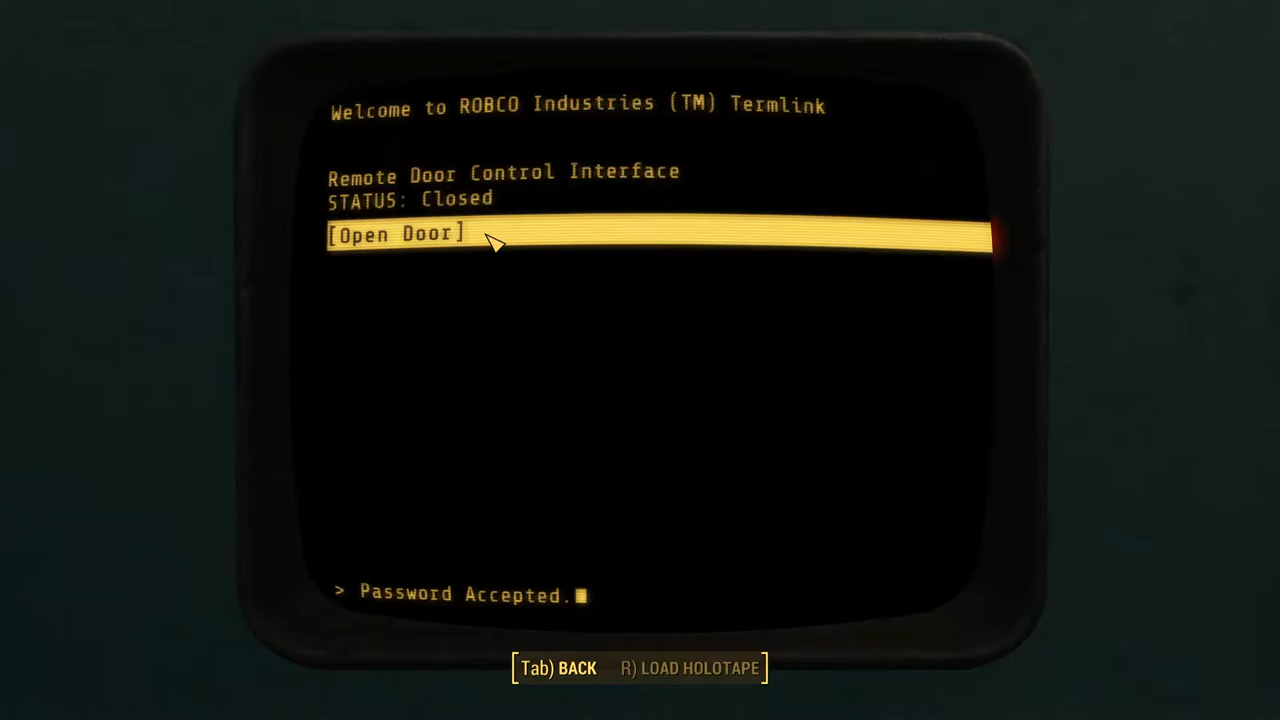 Welcome to ROBCO Industries (TM) Termlink
Remote Door Control Interface
STATUS: Closed
[Open Door]
> Password Accepted.
Tab) BACK R) LOAD HOLOTAPE